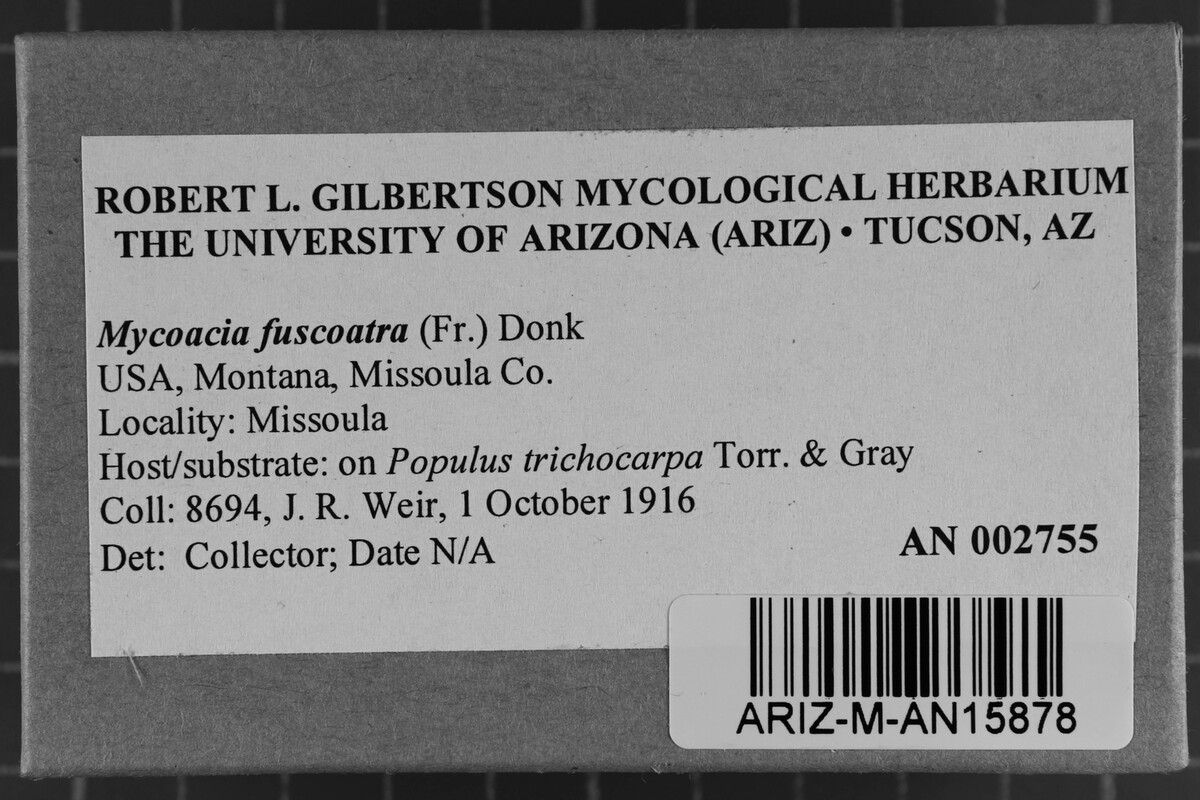 ROBERT L. GILBERTSON MYCOLOGICAL HERBARIUM
THE UNIVERSITY OF ARIZONA (ARIZ) • TUCSON, AZ
Mycoacia fuscoatra (Fr.) Donk
USA, Montana, Missoula Co.
Locality: Missoula
Host/substrate: on Populus trichocarpa Torr. & Gray
Coll: 8694, J. R. Weir, 1 October 1916
Det: Collector; Date N/A
AN 002755
ARIZ-M-AN15878